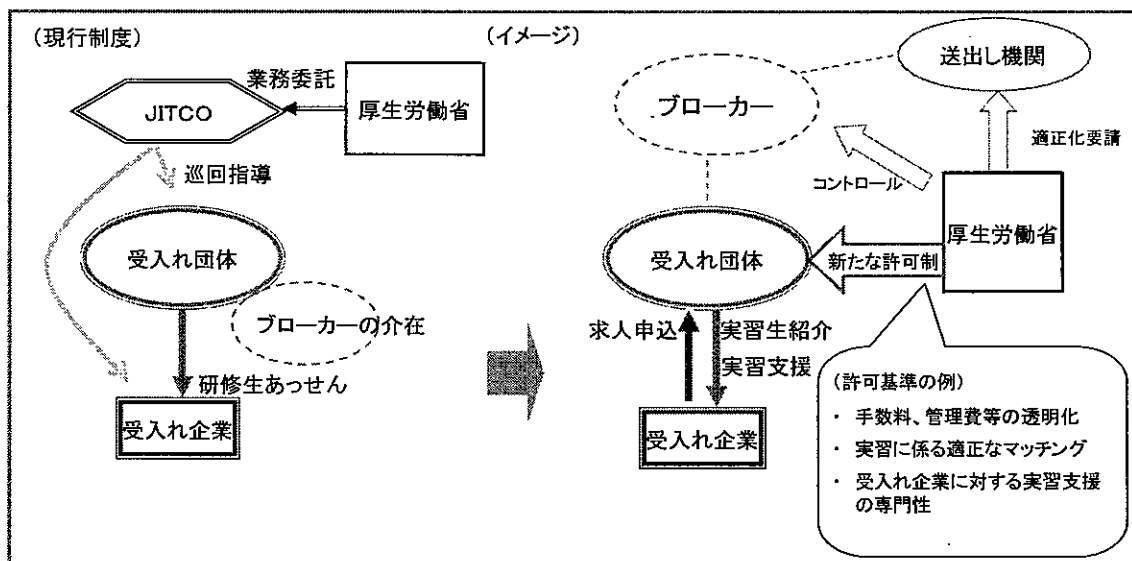 （現行制度）
業務委託
JITCO
厚生労働省
巡回指導
受入れ団体
ブローカーの介在
研修生あっせん
受入れ企業
（イメージ）
送出し機関
ブローカー
適正化要請
コントロール
厚生労働省
受入れ団体
新たな許可制
求人申込
実習生紹介
実習支援
受入れ企業
（許可基準の例）
・ 手数料、管理費等の透明化
・ 実習に係る適正なマッチング
・ 受入れ企業に対する実習支援
の専門性